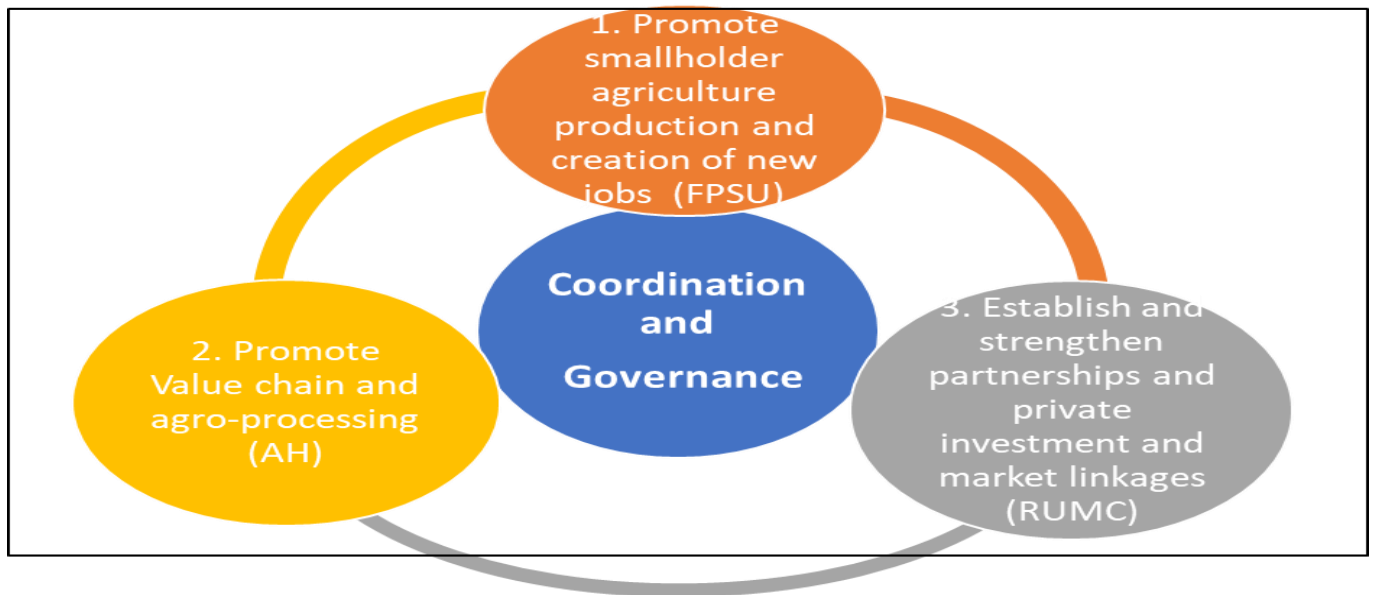 1. Promote
smallholder
agriculture
production and
creation of new
jobs (FPSU)
Coordination
and
Governance
2. Promote
Value chain and
agro-processing
(AH)
3. Establish and
strengthen
partnerships and
private
investment and
market linkages
(RUMC)